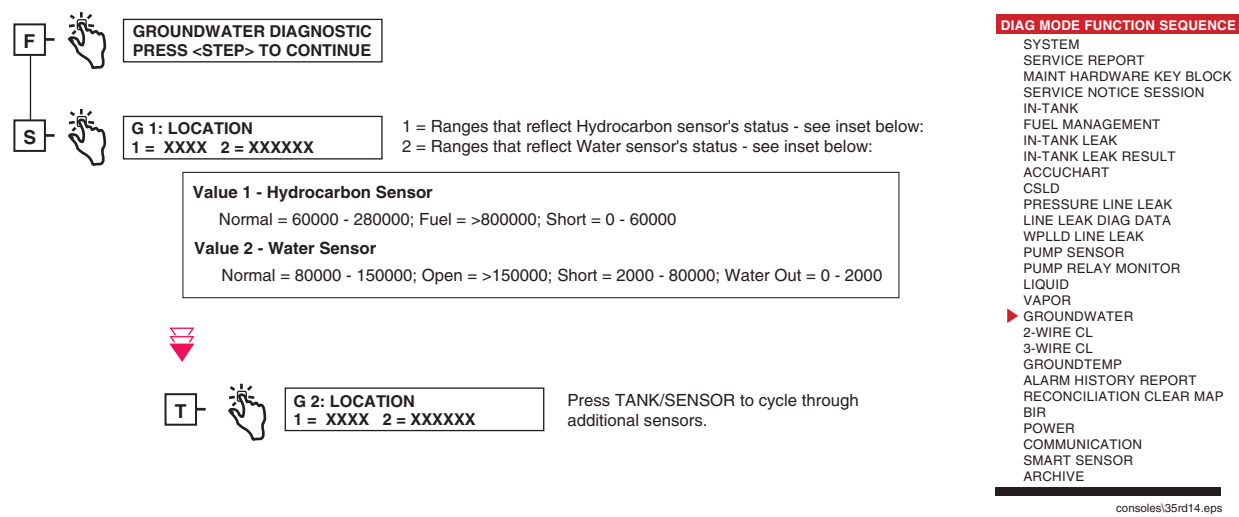 F
GROUNDWATER DIAGNOSTIC
PRESS <STEP> TO CONTINUE
S
G 1: LOCATION
1 = XXXX 2 = XXXXXX
1 = Ranges that reflect Hydrocarbon sensor's status - see inset below:
2 = Ranges that reflect Water sensor's status - see inset below:
Value 1 - Hydrocarbon Sensor
Normal = 60000 - 280000; Fuel = >800000; Short = 0 - 60000
Value 2 - Water Sensor
Normal = 80000 - 150000; Open = >150000; Short = 2000 - 80000; Water Out = 0 - 2000
T
G 2: LOCATION
1 = XXXX 2 = XXXXXX
Press TANK/SENSOR to cycle through
additional sensors.
DIAG MODE FUNCTION SEQUENCE
SYSTEM
SERVICE REPORT
MAINT HARDWARE KEY BLOCK
SERVICE NOTICE SESSION
IN-TANK
FUEL MANAGEMENT
IN-TANK LEAK
IN-TANK LEAK RESULT
ACCUCHART
CSLD
PRESSURE LINE LEAK
LINE LEAK DIAG DATA
WPLLD LINE LEAK
PUMP SENSOR
PUMP RELAY MONITOR
LIQUID
VAPOR
GROUNDWATER
2-WIRE CL
3-WIRE CL
GROUNDTEMP
ALARM HISTORY REPORT
RECONCILIATION CLEAR MAP
BIR
POWER
COMMUNICATION
SMART SENSOR
ARCHIVE
consoles\35rd14.eps